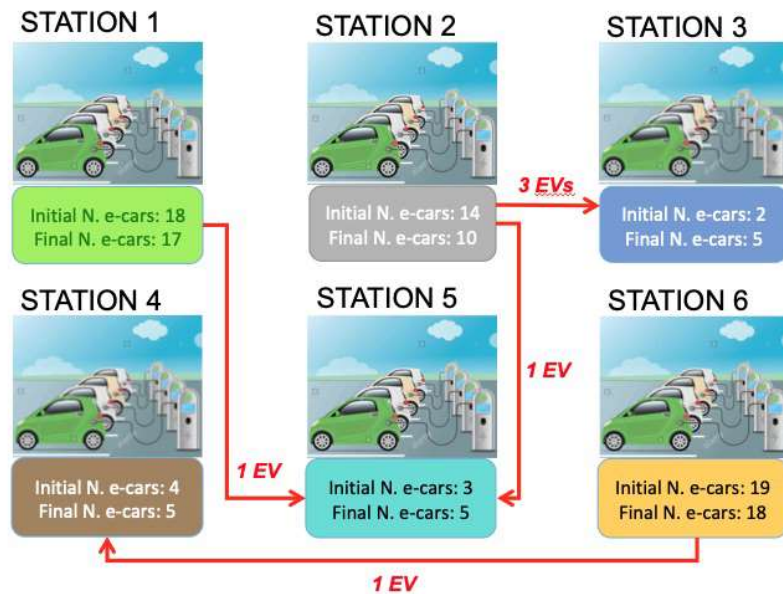 STATION 1
STATION 2
STATION 3
3 EVs
Initial N. e-cars: 18
Final N. e-cars: 17
Initial N. e-cars: 14
Final N. e-cars: 10
Initial N. e-cars: 2
Final N. e-cars: 5
STATION 4
STATION 5
STATION 6
1 EV
1 EV
Initial N. e-cars: 4
Final N. e-cars: 5
Initial N. e-cars: 3
Final N. e-cars: 5
Initial N. e-cars: 19
Final N. e-cars: 18
1 EV